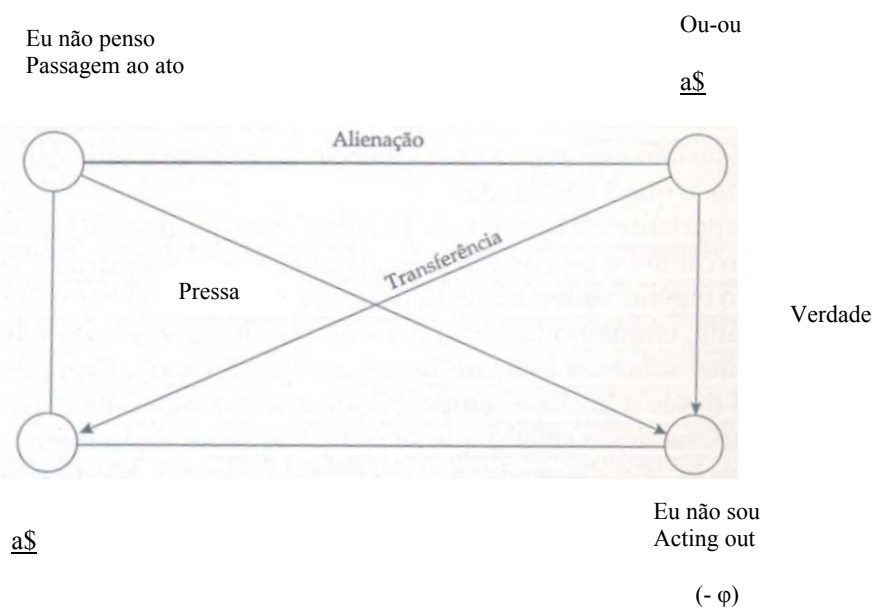 Eu não penso
Passagem ao ato
Ou-ou
a$
Alienação
Transferência
Pressa
Verdade
Eu não sou
Acting out
a$
(- φ)